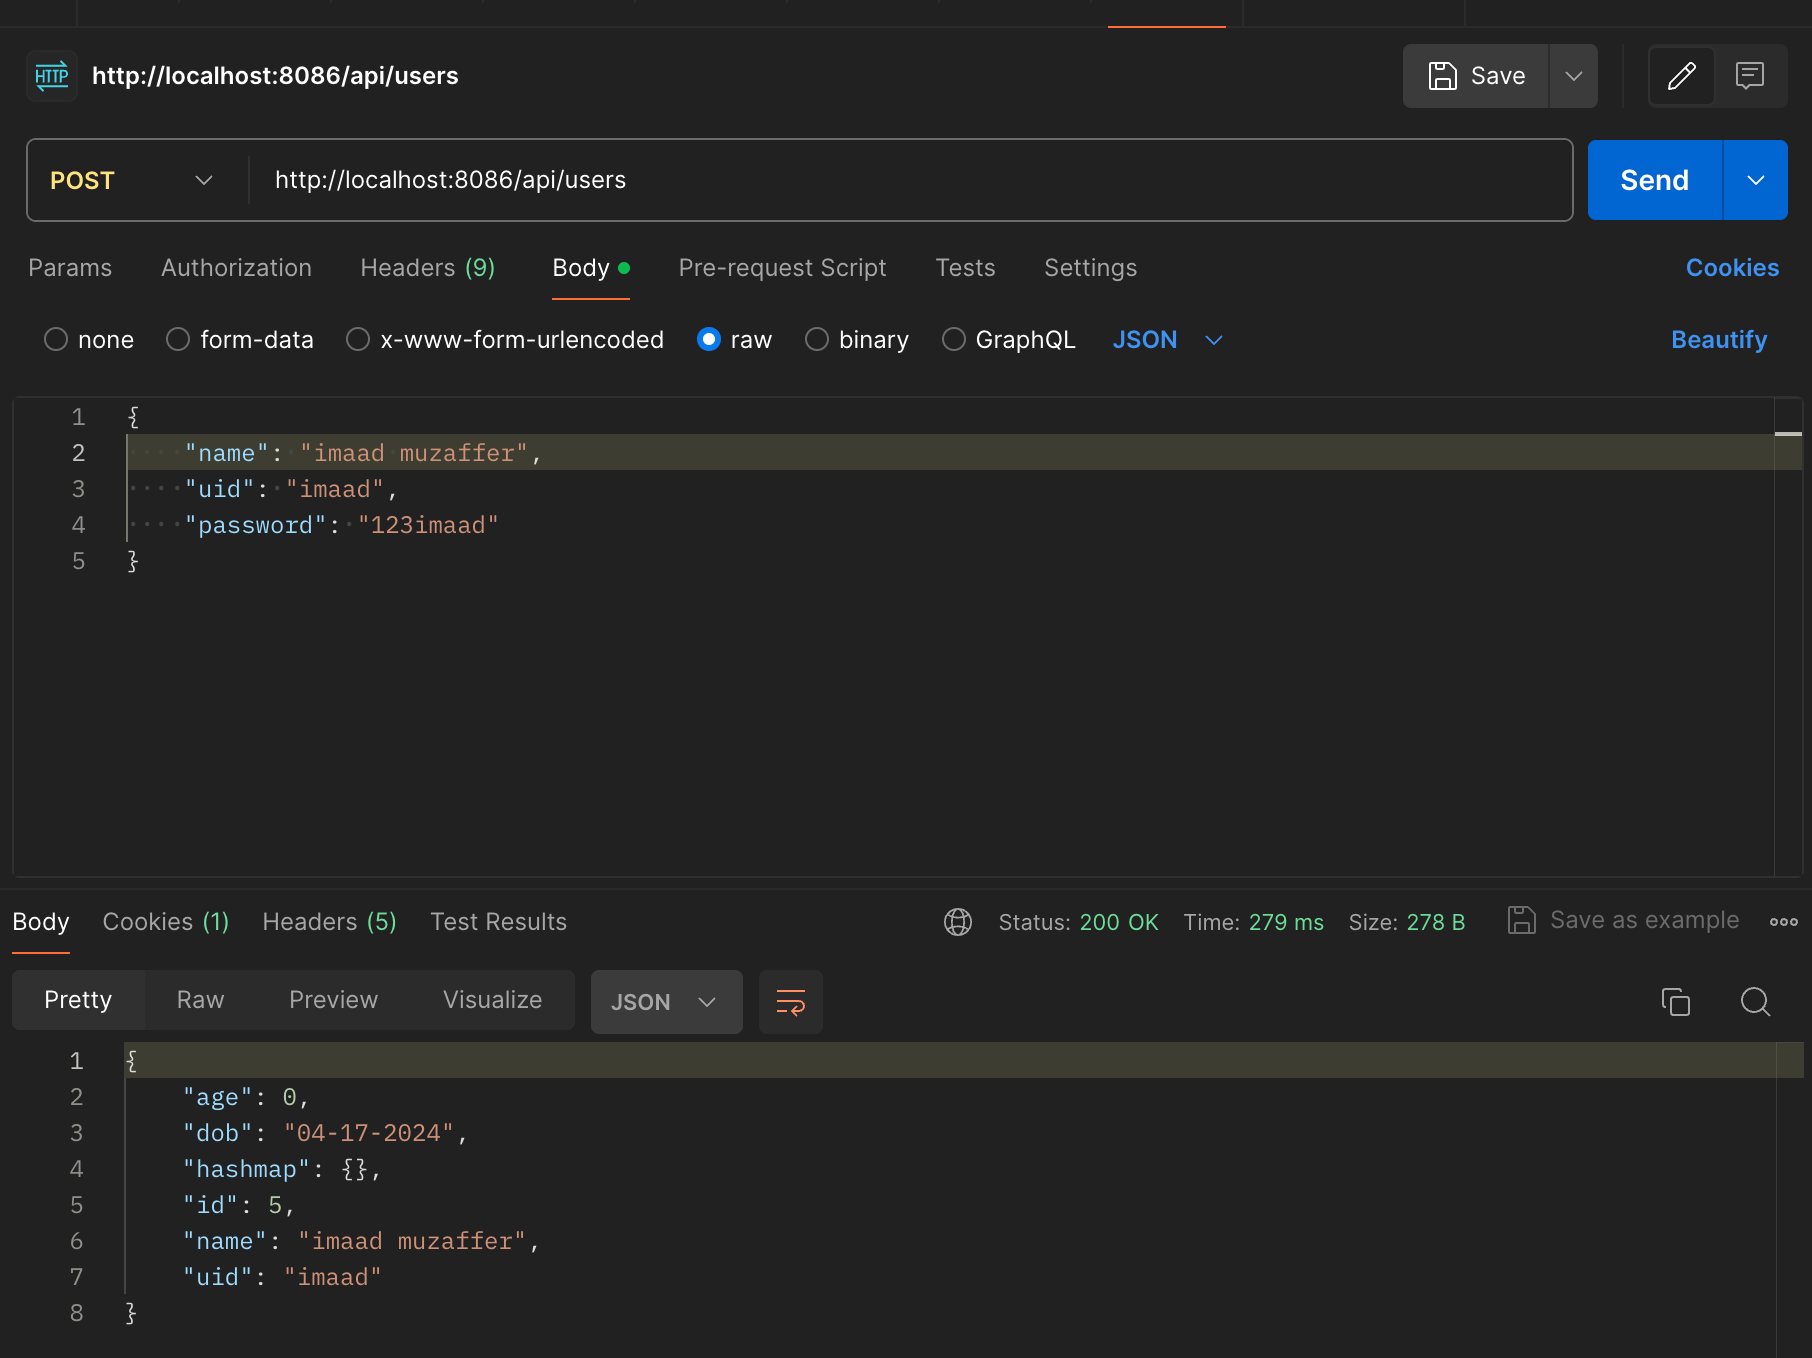 HTTP http://localhost:8086/api/users Save
POST http://localhost:8086/api/users Send
Params Authorization Headers (9) Body Pre-request Script Tests Settings Cookies
none form-data x-www-form-urlencoded raw binary GraphQL JSON Beautify
1 {
2 "name": "imaad muzaffer",
3 "uid": "imaad",
4 "password": "123imaad"
5 }
Body Cookies (1) Headers (5) Test Results Status: 200 OK Time: 279 ms Size: 278 B Save as example
Pretty Raw Preview Visualize JSON
1 {
2 "age": 0,
3 "dob": "04-17-2024",
4 "hashmap": {},
5 "id": 5,
6 "name": "imaad muzaffer",
7 "uid": "imaad"
8 }